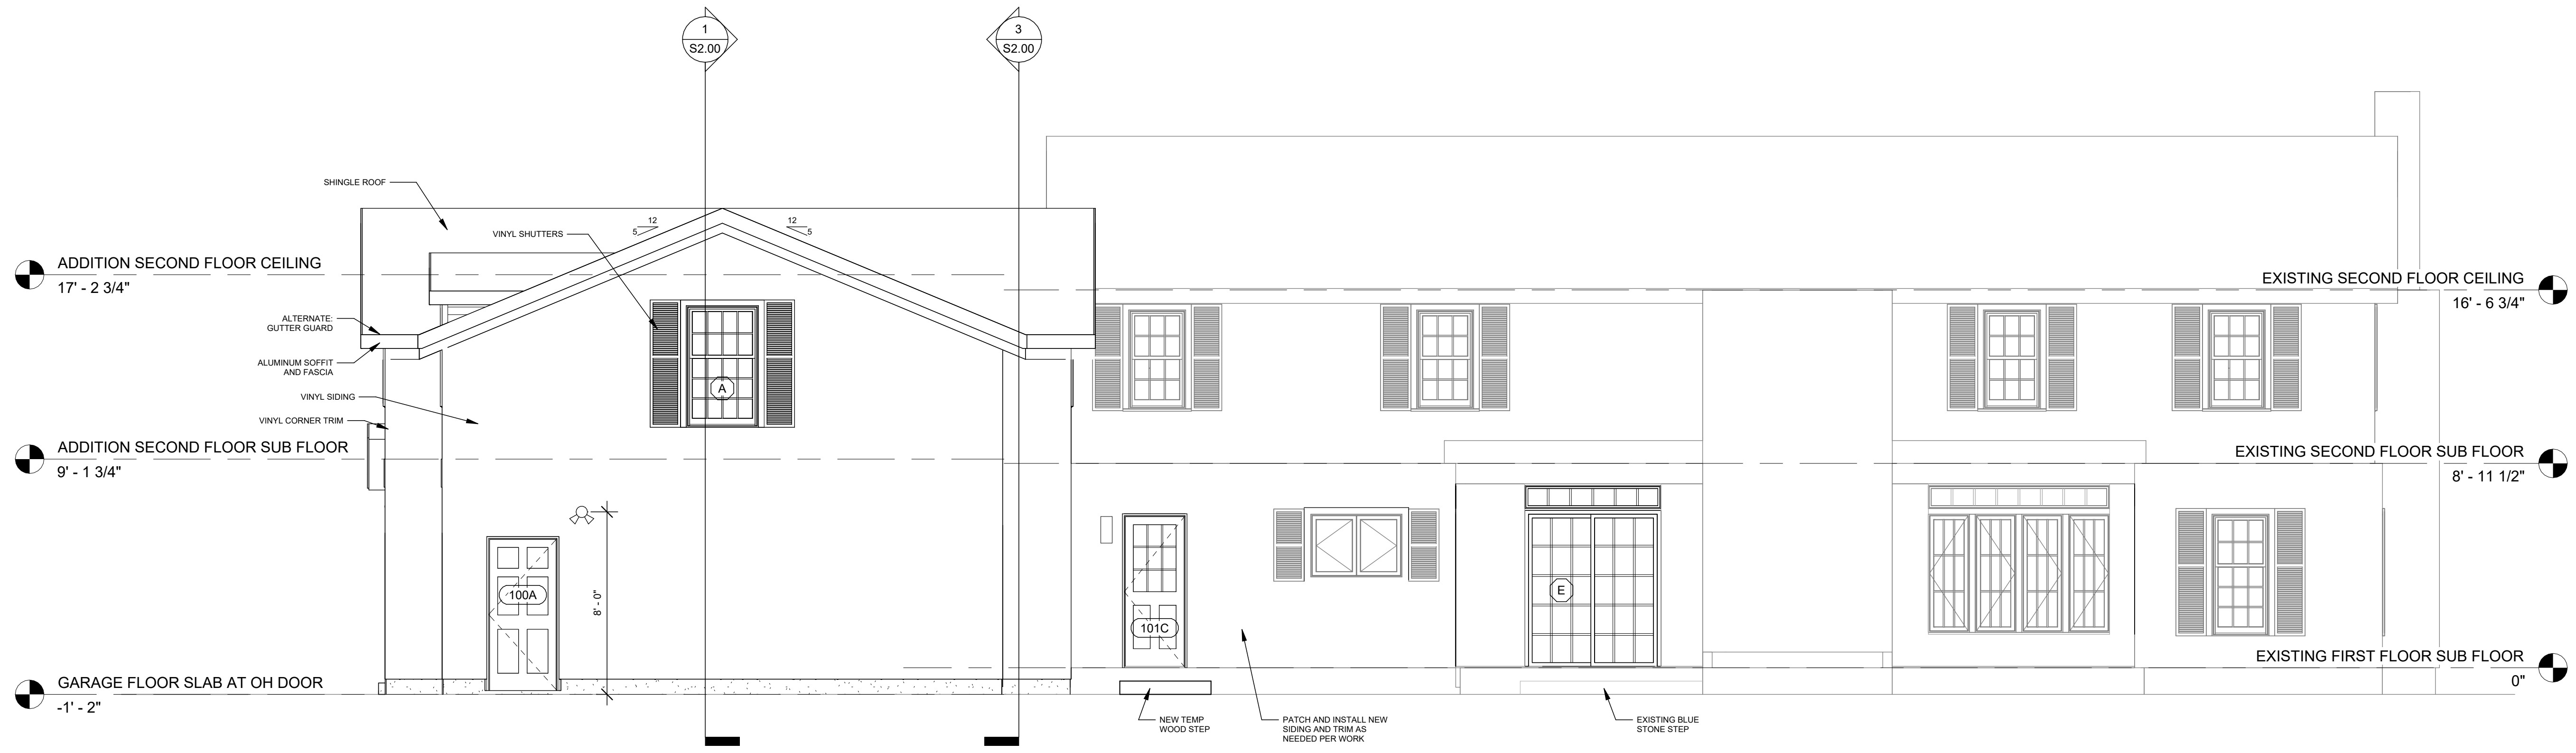 1
S2.00
3
S2.00
SHINGLE ROOF
VINYL SHUTTERS
12
5
12
5
ADDITION SECOND FLOOR CEILING
17' - 2 3/4"
EXISTING SECOND FLOOR CEILING
16' - 6 3/4"
ALTERNATE:
GUTTER GUARD
ALUMINUM SOFFIT
AND FASCIA
A
VINYL SIDING
VINYL CORNER TRIM
ADDITION SECOND FLOOR SUB FLOOR
9' - 1 3/4"
EXISTING SECOND FLOOR SUB FLOOR
8' - 11 1/2"
100A
8' - 0"
101C
E
GARAGE FLOOR SLAB AT OH DOOR
-1' - 2"
EXISTING FIRST FLOOR SUB FLOOR
0"
NEW TEMP
WOOD STEP
PATCH AND INSTALL NEW
SIDING AND TRIM AS
NEEDED PER WORK
EXISTING BLUE
STONE STEP